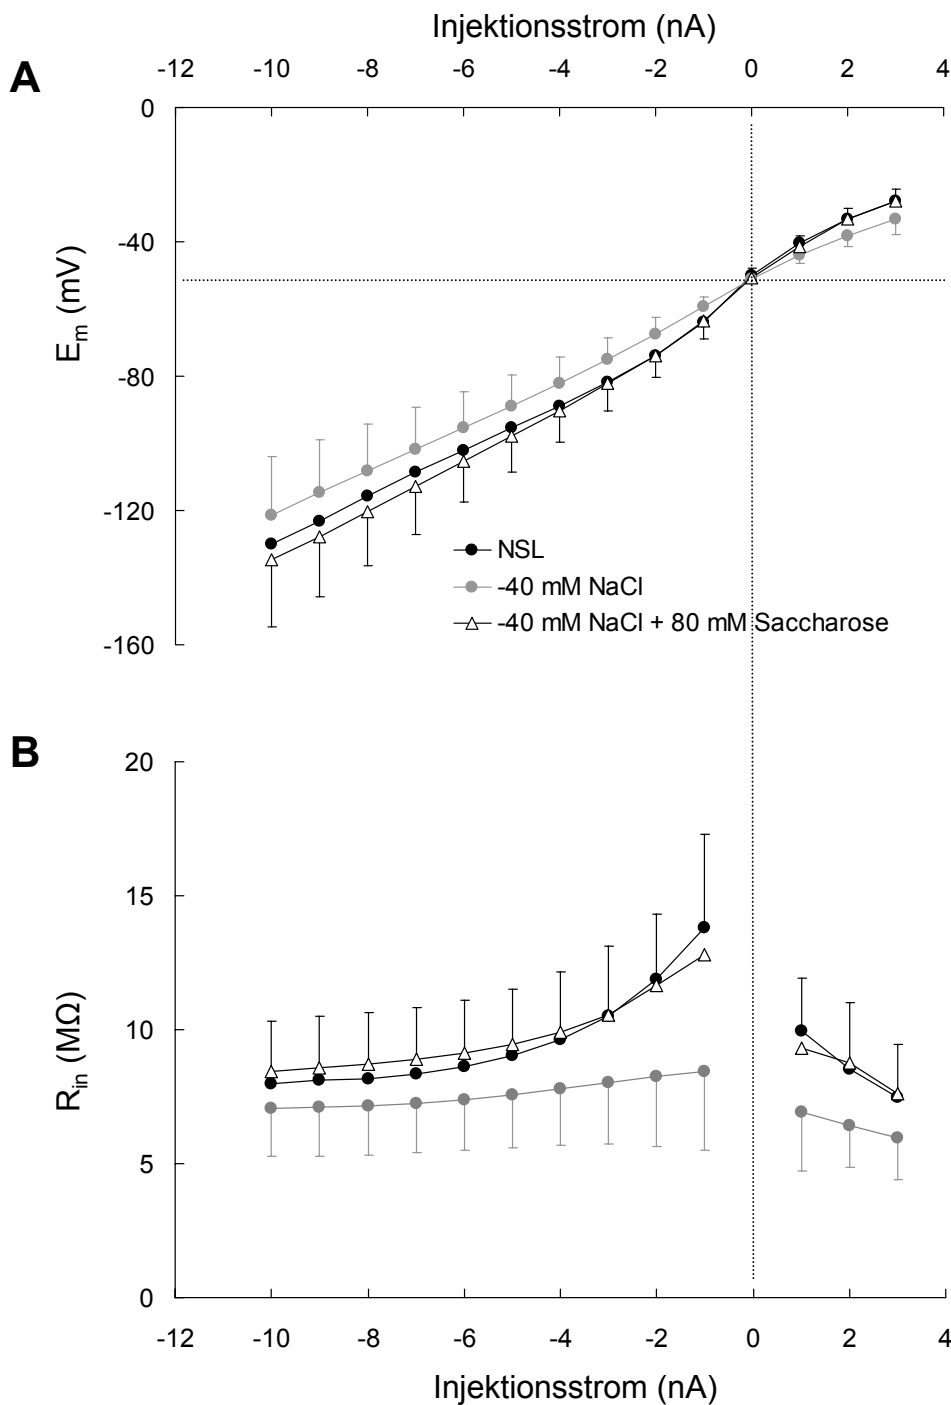 Injektionsstrom (nA)
A
-12 -10 -8 -6 -4 -2 0 2 4
0
-40
-80
-120
-160
E_m (mV)
NSL
-40 mM NaCl
-40 mM NaCl + 80 mM Saccharose
B
20
15
10
5
0
R_in (MΩ)
-12 -10 -8 -6 -4 -2 0 2 4
Injektionsstrom (nA)